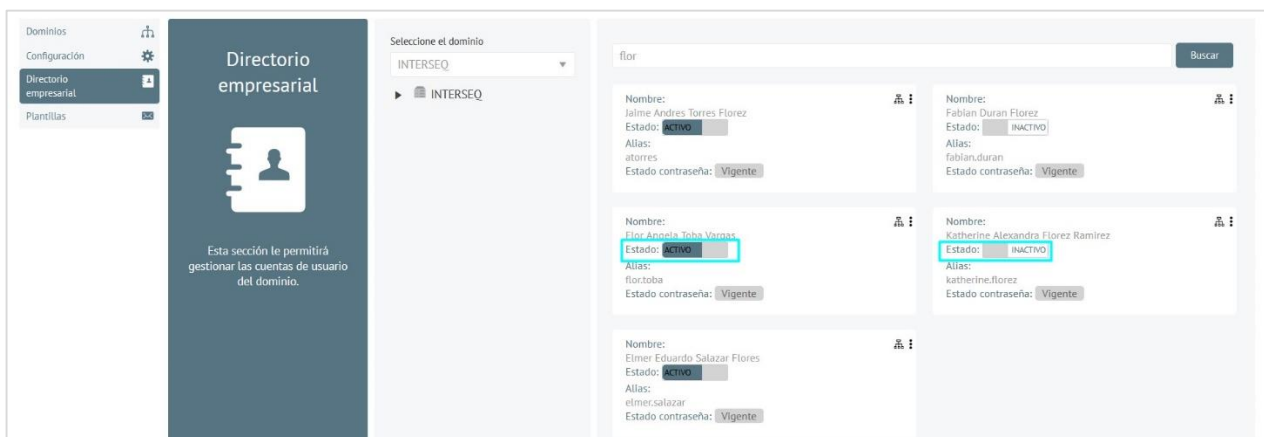 Dominios
Configuración
Directorio
empresarial
Plantillas
Directorio
empresarial
Esta sección le permitirá
gestionar las cuentas de usuario
del dominio.
Seleccione el dominio
INTERSEQ
INTERSEQ
flor
Buscar
Nombre:
Jaime Andres Torres Florez
Estado: ACTIVO
Alias:
atorres
Estado contraseña: Vigente
Nombre:
Fabian Duran Florez
Estado: INACTIVO
Alias:
fabian.duran
Estado contraseña: Vigente
Nombre:
Flor Angela Toba Vargas
Estado: ACTIVO
Alias:
flor.toba
Estado contraseña: Vigente
Nombre:
Katherine Alexandra Florez Ramirez
Estado: INACTIVO
Alias:
katherine.florez
Estado contraseña: Vigente
Nombre:
Elmer Eduardo Salazar Flores
Estado: ACTIVO
Alias:
elmer.salazar
Estado contraseña: Vigente